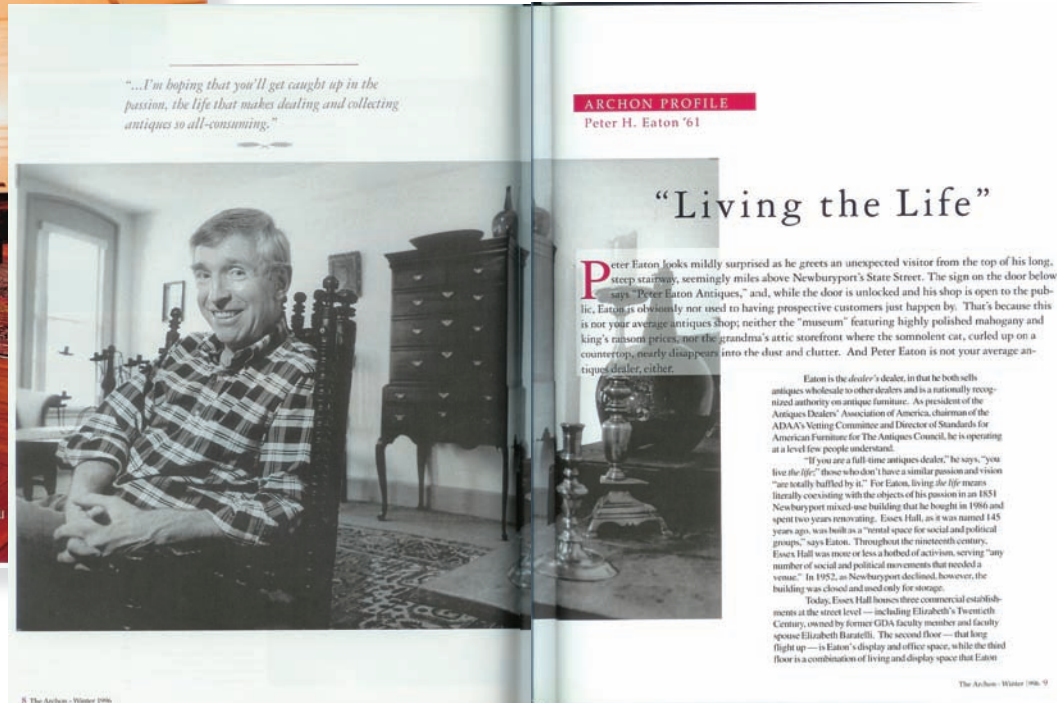 “...I'm hoping that you'll get caught up in the
passion, the life that makes dealing and collecting
antiques so all-consuming.”
8 The Archon - Winter 1996
ARCHON PROFILE
Peter H. Eaton '61
“Living the Life”
Peter Eaton looks mildly surprised as he greets an unexpected visitor from the top of his long,
steep stairway, seemingly miles above Newburyport's State Street. The sign on the door below
says “Peter Eaton Antiques,” and, while the door is unlocked and his shop is open to the pub-
lic, Eaton is obviously not used to having prospective customers just happen by. That's because this
is not your average antiques shop; neither the “museum” featuring highly polished mahogany and
king's ransom prices, nor the grandma's attic storefront where the somnolent cat, curled up on a
countertop, nearly disappears into the dust and clutter. And Peter Eaton is not your average an-
tiques dealer, either.
Eaton is the dealer's dealer, in that he both sells
antiques wholesale to other dealers and is a nationally recog-
nized authority on antique furniture. As president of the
Antiques Dealers' Association of America, chairman of the
ADAA's Vetting Committee and Director of Standards for
American Furniture for The Antiques Council, he is operating
at a level few people understand.
“If you are a full-time antiques dealer,” he says, “you
live the life;” those who don't have a similar passion and vision
“are totally baffled by it.” For Eaton, living the life means
literally coexisting with the objects of his passion in an 1851
Newburyport mixed-use building that he bought in 1986 and
spent two years renovating. Essex Hall, as it was named 145
years ago, was built as a “rental space for social and political
groups,” says Eaton. Throughout the nineteenth century,
Essex Hall was more or less a hotbed of activism, serving “any
number of social and political movements that needed a
venue.” In 1952, as Newburyport declined, however, the
building was closed and used only for storage.
Today, Essex Hall houses three commercial establish-
ments at the street level — including Elizabeth's Twentieth
Century, owned by former GDA faculty member and faculty
spouse Elizabeth Baratelli. The second floor — that long
flight up — is Eaton's display and office space, while the third
floor is a combination of living and display space that Eaton
The Archon - Winter 1996 9